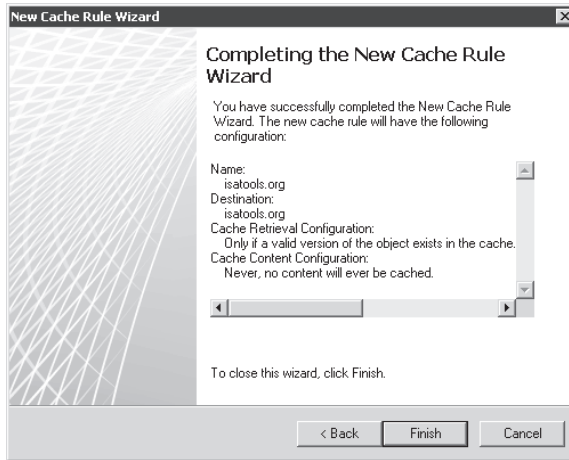 New Cache Rule Wizard
Completing the New Cache Rule
Wizard
You have successfully completed the New Cache Rule
Wizard. The new cache rule will have the following
configuration:
Name:
isatools.org
Destination:
isatools.org
Cache Retrieval Configuration:
Only if a valid version of the object exists in the cache.
Cache Content Configuration:
Never, no content will ever be cached.
To close this wizard, click Finish.
< Back
Finish
Cancel